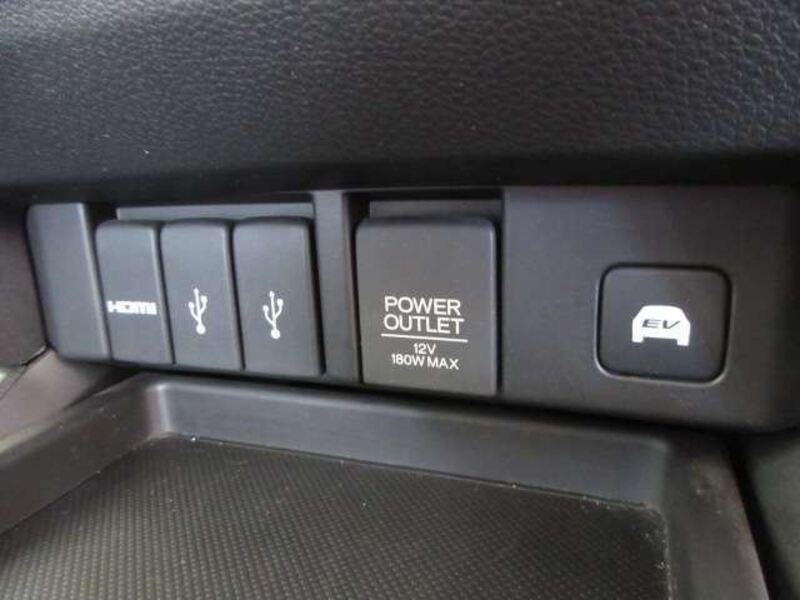 HDMI
POWER
OUTLET
12V
180W MAX
EV